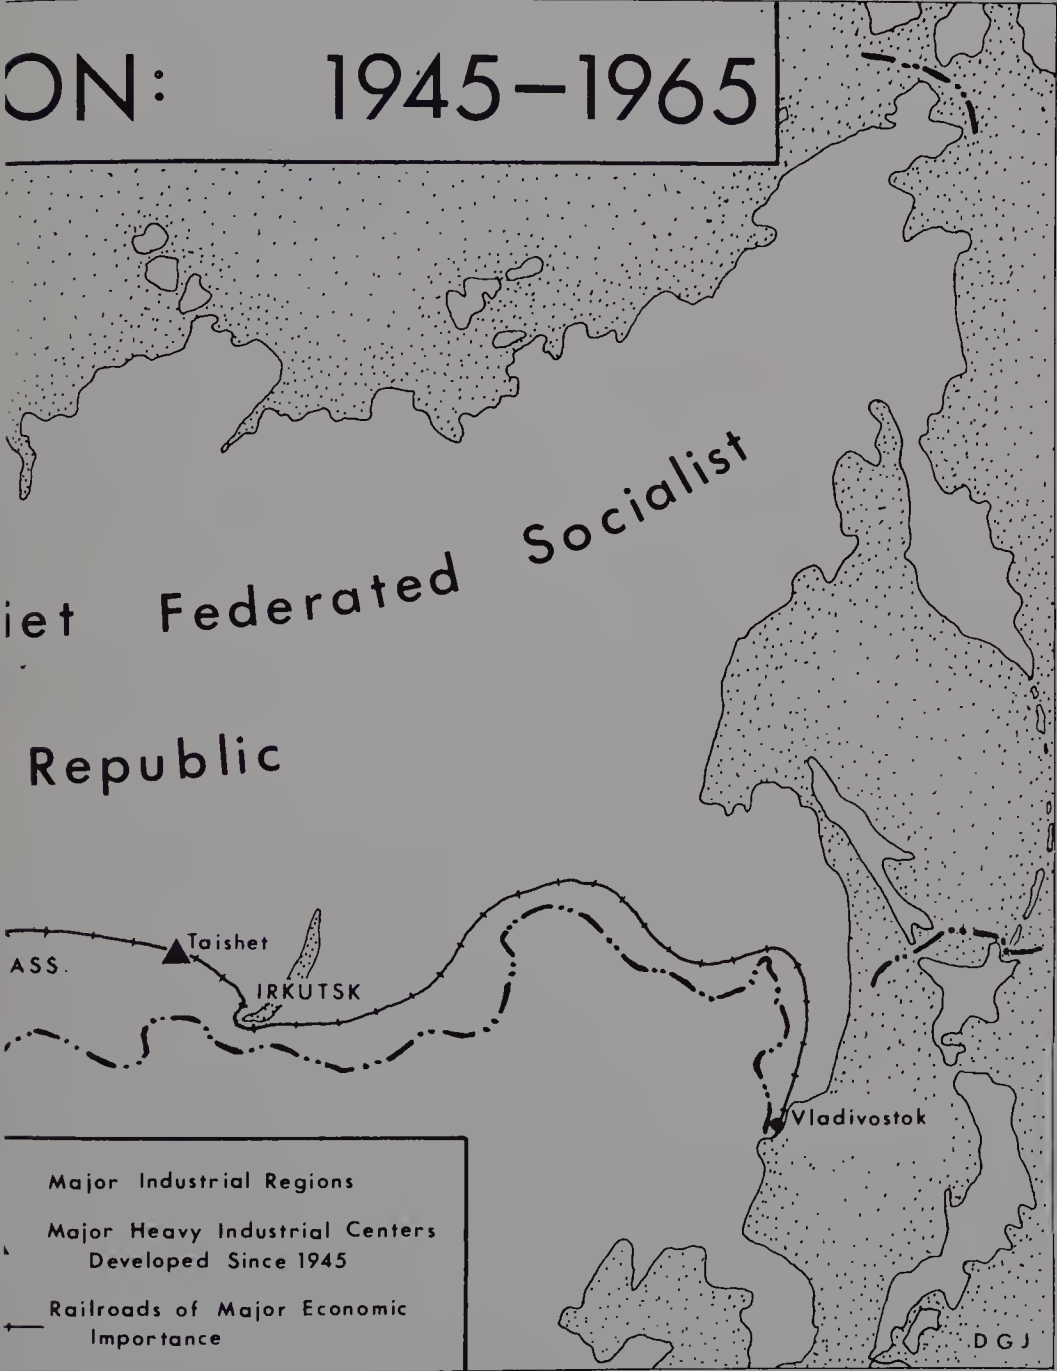 ON: 1945–1965
iet Federated Socialist
Republic
Taishet
ASS.
IRKUTSK
Vladivostok
Major Industrial Regions
Major Heavy Industrial Centers
Developed Since 1945
Railroads of Major Economic
Importance
DGJ